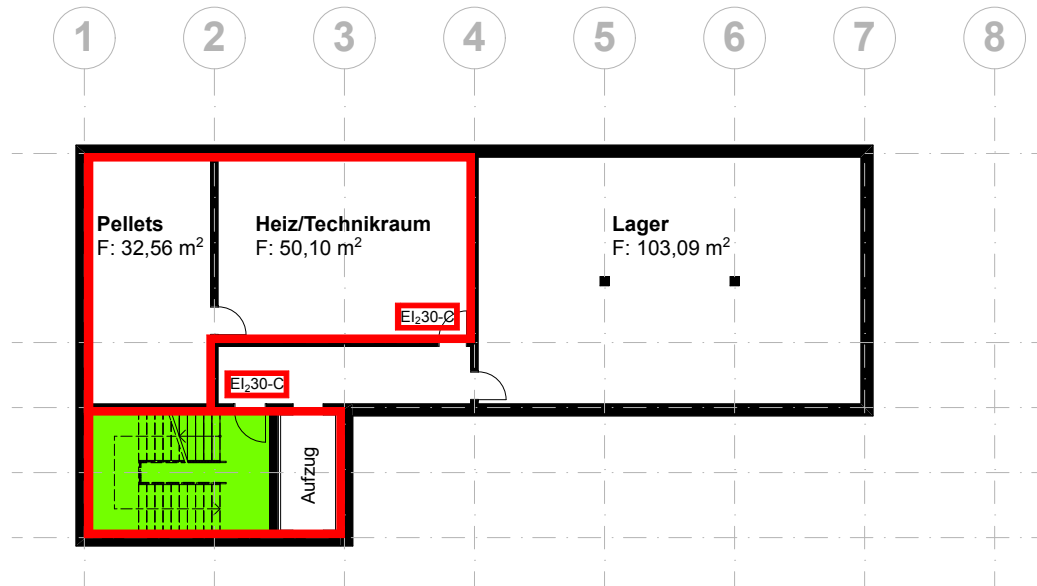 1 2 3 4 5 6 7 8
Pellets
F: 32,56 m²
Heiz/Technikraum
F: 50,10 m²
Lager
F: 103,09 m²
EI₂30-C
EI₂30-C
Aufzug